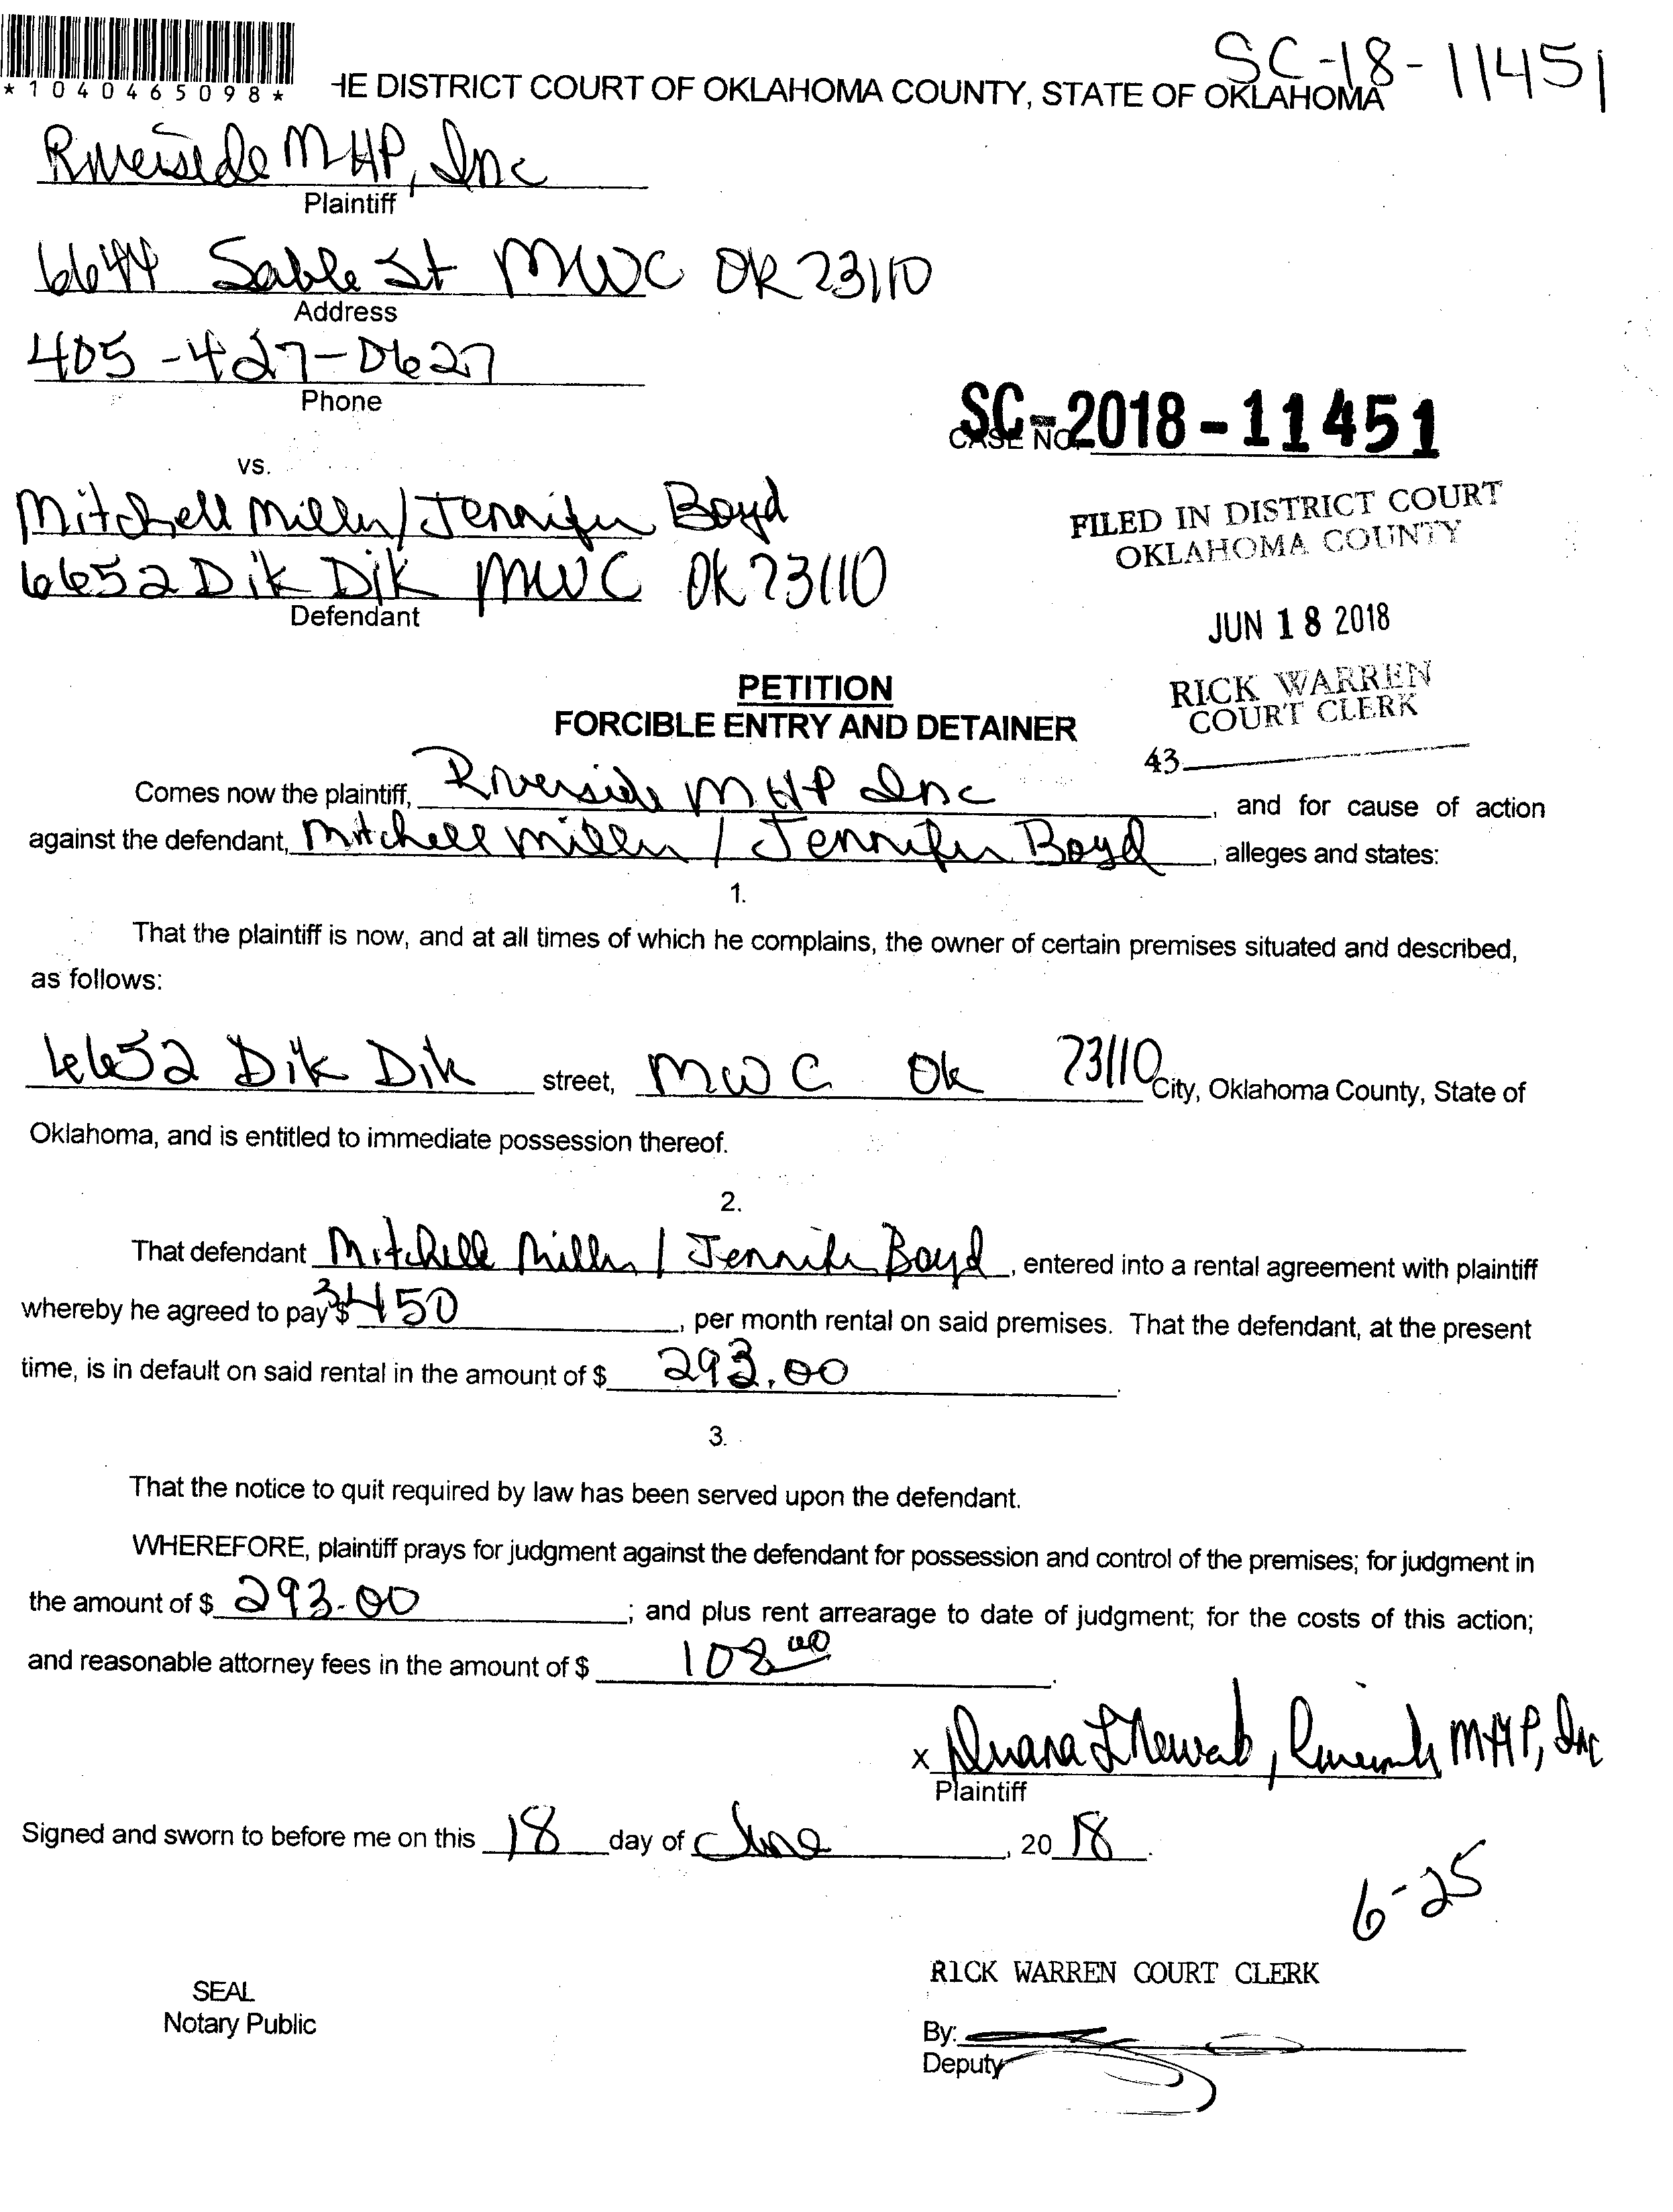 SC-18-11451
*1040465098*
HE DISTRICT COURT OF OKLAHOMA COUNTY, STATE OF OKLAHOMA
Riverside MHP, Inc
Plaintiff
6644 Sable St MWC OK 73110
Address
405-427-0627
Phone
CASE NO. SC-2018-11451
vs.
Mitchell Miller/Jennifer Boyd
6652 Dik Dik MWC OK 73110
Defendant
FILED IN DISTRICT COURT
OKLAHOMA COUNTY
JUN 18 2018
RICK WARREN
COURT CLERK
43
PETITION
FORCIBLE ENTRY AND DETAINER
Comes now the plaintiff, Riverside MHP Inc, and for cause of action
against the defendant, Mitchell Miller / Jennifer Boyd, alleges and states:
1.
That the plaintiff is now, and at all times of which he complains, the owner of certain premises situated and described,
as follows:
6652 Dik Dik street, MWC Ok 73110 City, Oklahoma County, State of
Oklahoma, and is entitled to immediate possession thereof.
2.
That defendant Mitchell Miller / Jennifer Boyd, entered into a rental agreement with plaintiff
whereby he agreed to pay $ 450, per month rental on said premises. That the defendant, at the present
time, is in default on said rental in the amount of $ 293.00.
3.
That the notice to quit required by law has been served upon the defendant.
WHEREFORE, plaintiff prays for judgment against the defendant for possession and control of the premises; for judgment in
the amount of $ 293.00; and plus rent arrearage to date of judgment; for the costs of this action;
and reasonable attorney fees in the amount of $ 108.00.
x MHP, Inc
Plaintiff
Signed and sworn to before me on this 18 day of June, 2018.
6-25
RICK WARREN COURT CLERK
SEAL
Notary Public
By:
Deputy